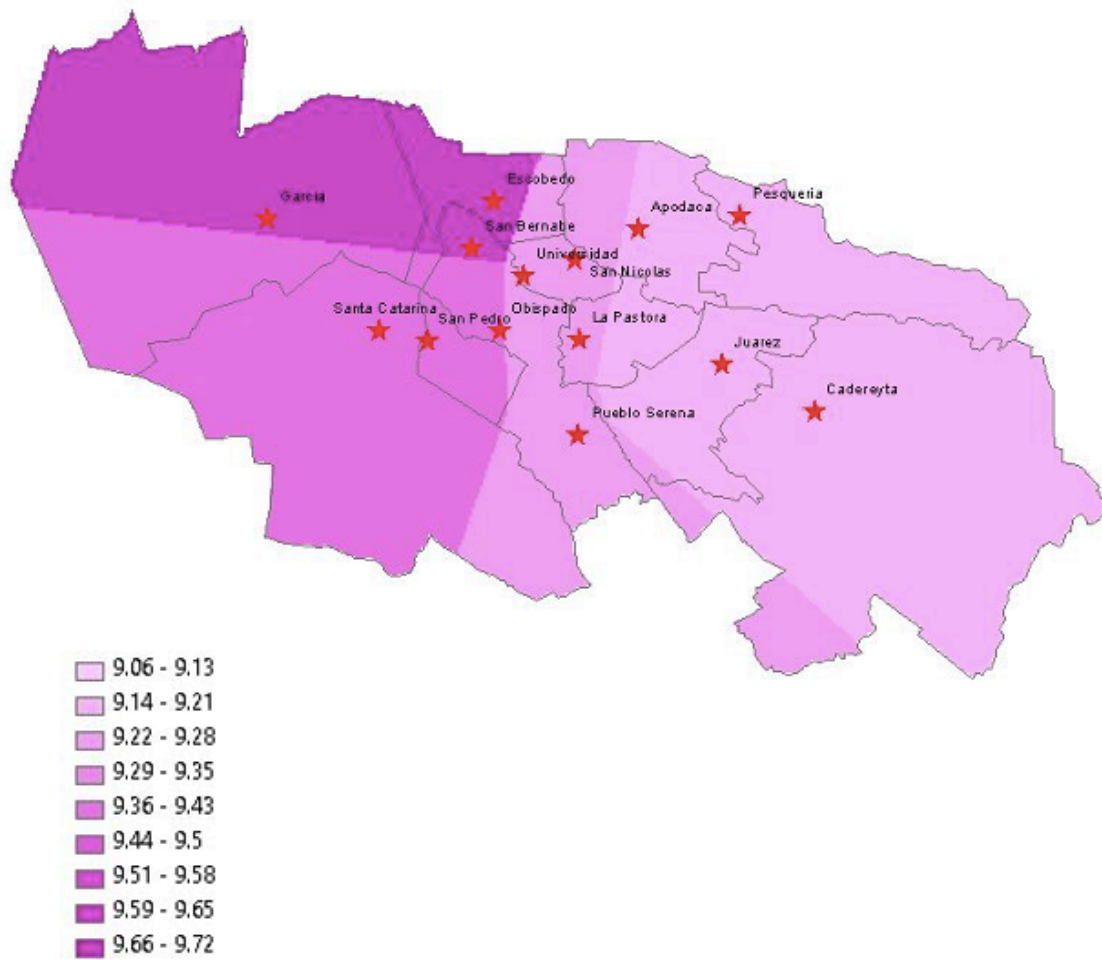 Escobedo
Pesqueria
Garcia
Apodaca
San Bernabe
Universidad
San Nicolas
Santa Catarina
San Pedro
Obispado
La Pastora
Juarez
Cadereyta
Pueblo Serena
9.06 - 9.13
9.14 - 9.21
9.22 - 9.28
9.29 - 9.35
9.36 - 9.43
9.44 - 9.5
9.51 - 9.58
9.59 - 9.65
9.66 - 9.72